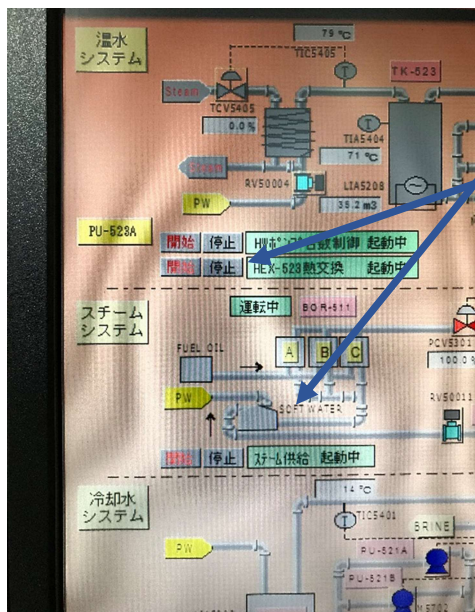 温水
システム
79 ℃
TIC5405
TK-523
Steam
TCV5405
0.0%
TIA5404
71 ℃
RV50004
LIA5208
35.2 m3
PW
PU-523A
開始 停止 HWポンプ台数制御 起動中
開始 停止 HEX-523熱交換 起動中
スチーム
システム
運転中
BOR-511
FUEL OIL
A B C
PCV5301
100.0
PW
SOFT WATER
RV50011
開始 停止 スチーム供給 起動中
冷却水
システム
14 ℃
TIC5401
BRINE
PW
PU-521A
PU-521B